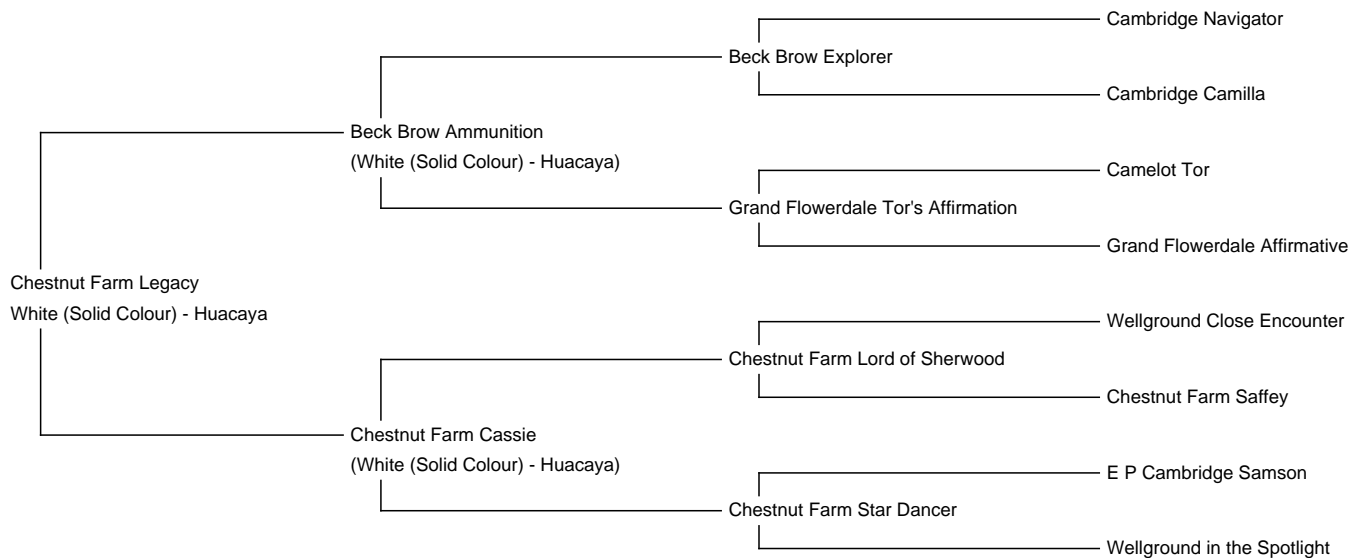 Cambridge Navigator
Beck Brow Explorer
Cambridge Camilla
Beck Brow Ammunition
(White (Solid Colour) - Huacaya)
Camelot Tor
Grand Flowerdale Tor's Affirmation
Grand Flowerdale Affirmative
Chestnut Farm Legacy
White (Solid Colour) - Huacaya
Wellground Close Encounter
Chestnut Farm Lord of Sherwood
Chestnut Farm Saffey
Chestnut Farm Cassie
(White (Solid Colour) - Huacaya)
E P Cambridge Samson
Chestnut Farm Star Dancer
Wellground in the Spotlight